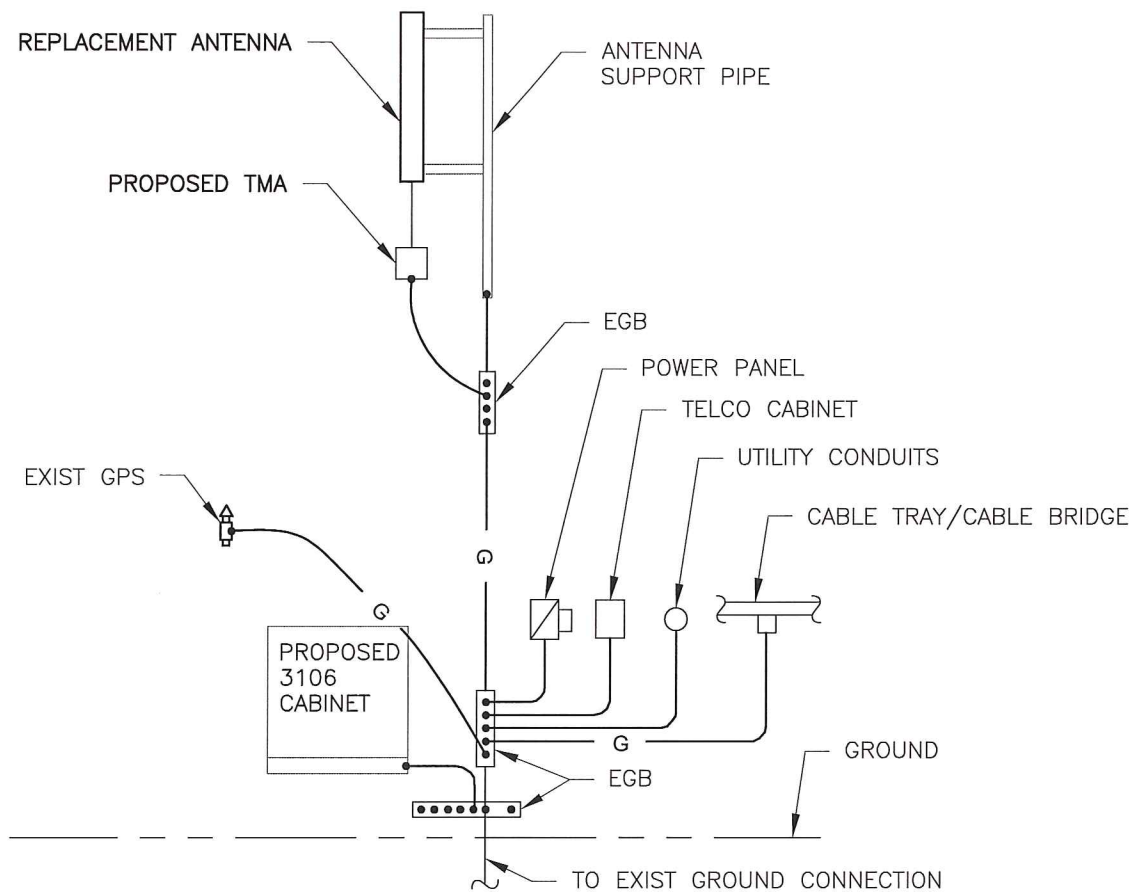 REPLACEMENT ANTENNA
ANTENNA
SUPPORT PIPE
PROPOSED TMA
EGB
POWER PANEL
TELCO CABINET
UTILITY CONDUITS
EXIST GPS
CABLE TRAY/CABLE BRIDGE
G
G
PROPOSED
3106
CABINET
G
GROUND
EGB
TO EXIST GROUND CONNECTION